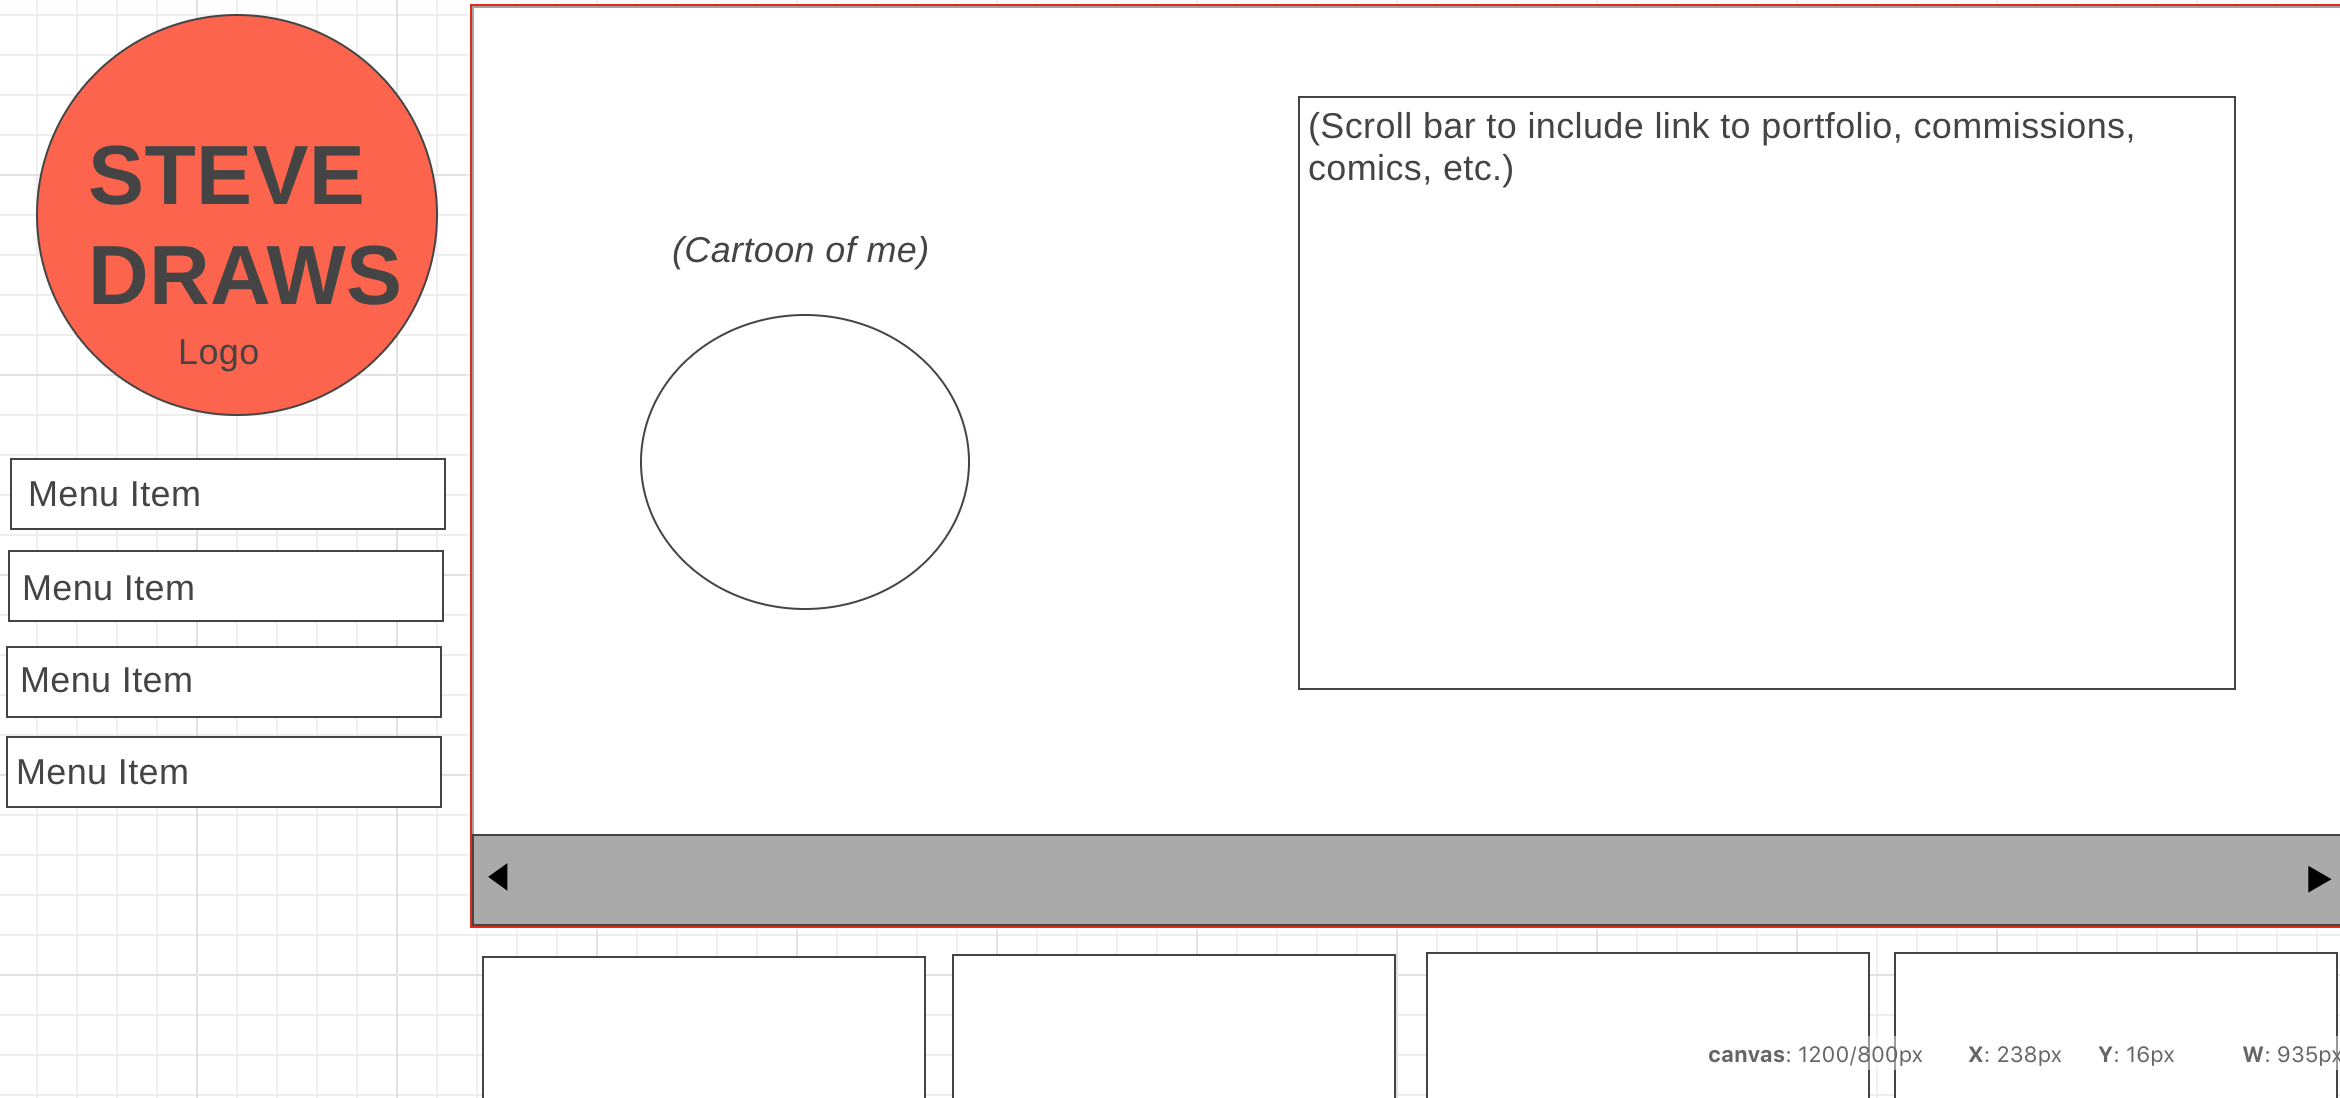 STEVE
DRAWS
Logo
Menu Item
Menu Item
Menu Item
Menu Item
(Cartoon of me)
(Scroll bar to include link to portfolio, commissions,
comics, etc.)
canvas: 1200/800px X: 238px Y: 16px W: 935px